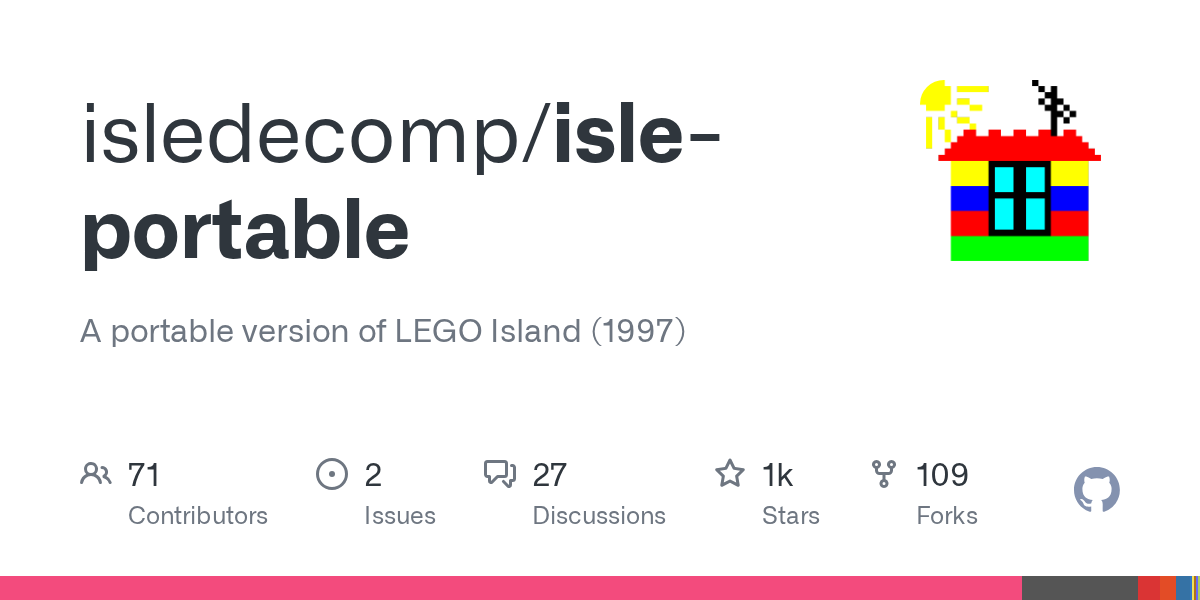 isledecomp/isle-
portable
A portable version of LEGO Island (1997)
71 2 27 1k 109
Contributors Issues Discussions Stars Forks